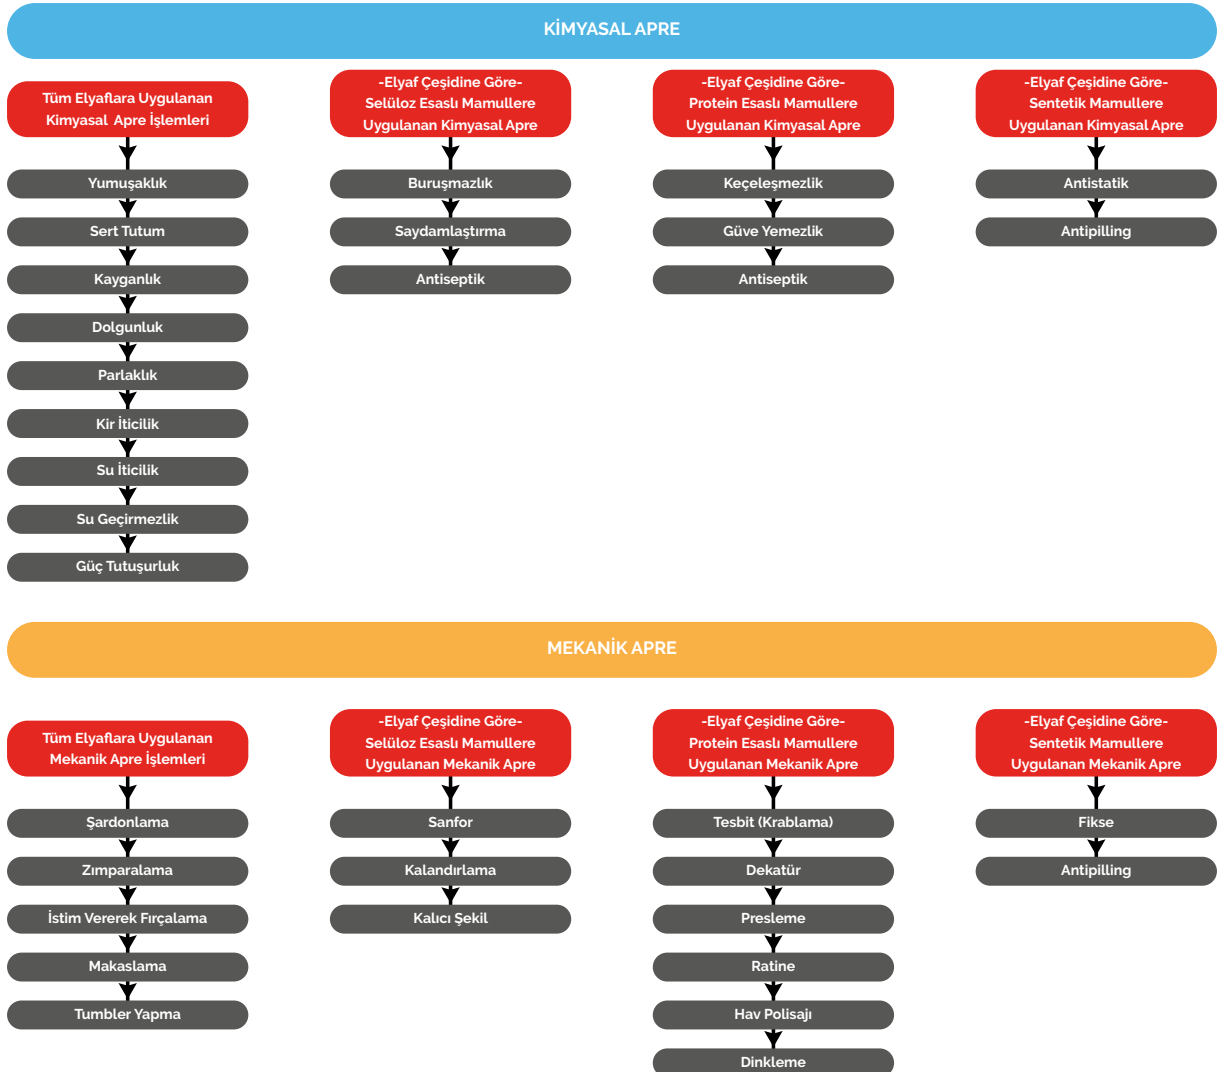 KİMYASAL APRE
Tüm Elyaflara Uygulanan
Kimyasal Apre İşlemleri
Yumuşaklık
Sert Tutum
Kayganlık
Dolgunluk
Parlaklık
Kir İticilik
Su İticilik
Su Geçirmezlik
Güç Tutuşurluk
-Elyaf Çeşidine Göre-
Selüloz Esaslı Mamullere
Uygulanan Kimyasal Apre
Buruşmazlık
Saydamlaştırma
Antiseptik
-Elyaf Çeşidine Göre-
Protein Esaslı Mamullere
Uygulanan Kimyasal Apre
Keçeleşmezlik
Güve Yemezlik
Antiseptik
-Elyaf Çeşidine Göre-
Sentetik Mamullere
Uygulanan Kimyasal Apre
Antistatik
Antipilling
MEKANİK APRE
Tüm Elyaflara Uygulanan
Mekanik Apre İşlemleri
Şardonlama
Zımparalama
İstim Vererek Fırçalama
Makaslama
Tumbler Yapma
-Elyaf Çeşidine Göre-
Selüloz Esaslı Mamullere
Uygulanan Mekanik Apre
Sanfor
Kalandırlama
Kalıcı Şekil
-Elyaf Çeşidine Göre-
Protein Esaslı Mamullere
Uygulanan Mekanik Apre
Tesbit (Krablama)
Dekatür
Presleme
Ratine
Hav Polisajı
Dinkleme
-Elyaf Çeşidine Göre-
Sentetik Mamullere
Uygulanan Mekanik Apre
Fikse
Antipilling